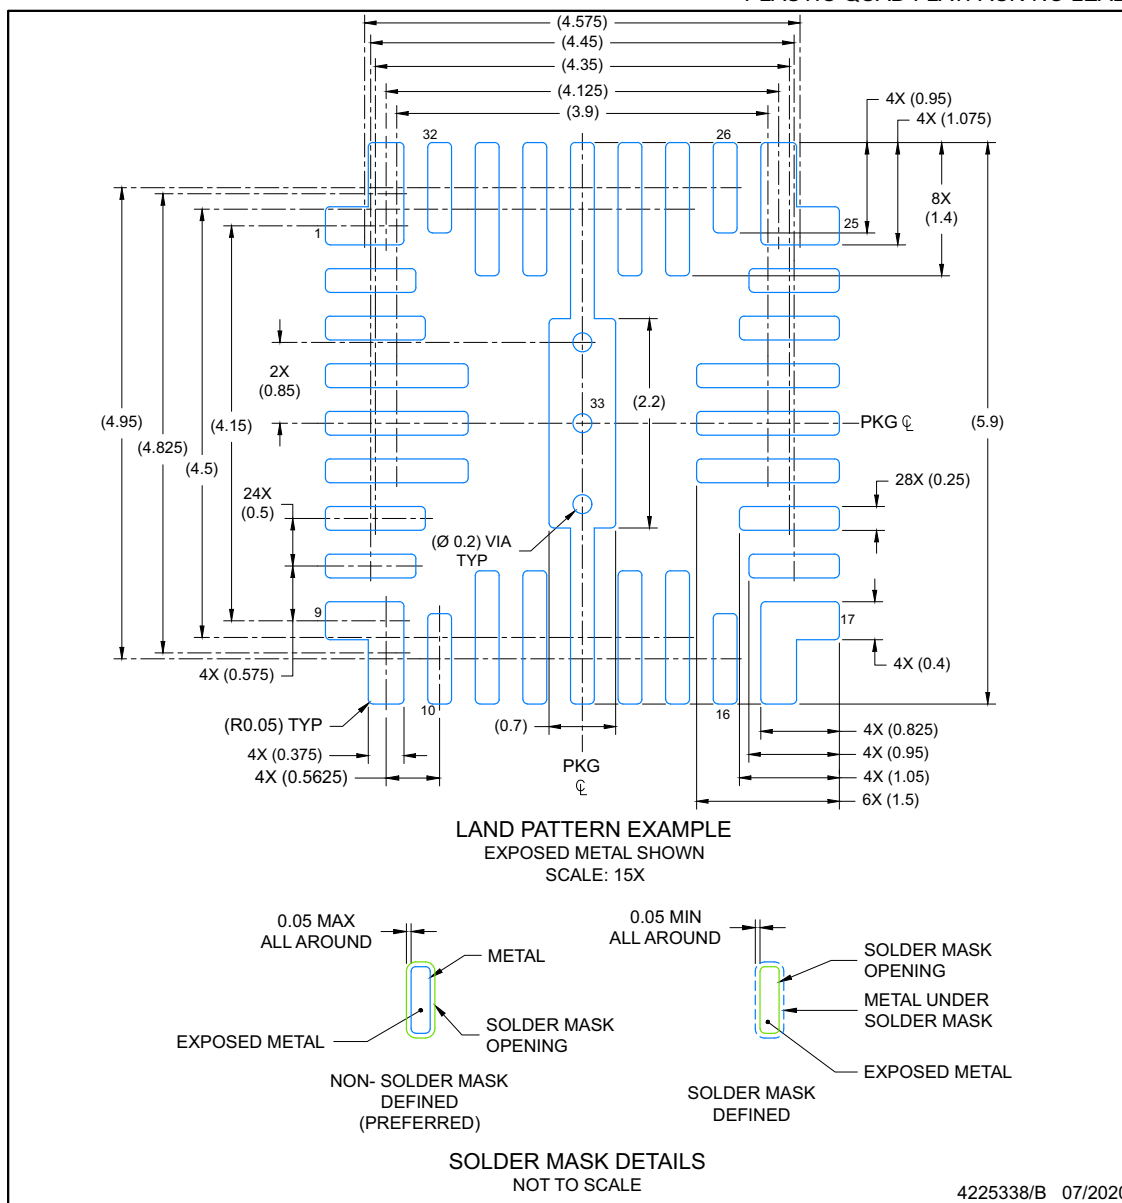 (4.575)
(4.45)
(4.35)
(4.125)
(3.9)
4X (0.95)
4X (1.075)
32
26
8X
(1.4)
1
25
2X
(0.85)
(4.95)
(4.825)
(4.5)
(4.15)
33
(2.2)
PKG ℄
(5.9)
24X
(0.5)
28X (0.25)
(Ø 0.2) VIA
TYP
9
17
4X (0.575)
4X (0.4)
10
16
(R0.05) TYP
(0.7)
4X (0.375)
4X (0.5625)
PKG
℄
4X (0.825)
4X (0.95)
4X (1.05)
6X (1.5)
LAND PATTERN EXAMPLE
EXPOSED METAL SHOWN
SCALE: 15X
0.05 MAX
ALL AROUND
METAL
EXPOSED METAL
SOLDER MASK
OPENING
NON- SOLDER MASK
DEFINED
(PREFERRED)
0.05 MIN
ALL AROUND
SOLDER MASK
OPENING
METAL UNDER
SOLDER MASK
EXPOSED METAL
SOLDER MASK
DEFINED
SOLDER MASK DETAILS
NOT TO SCALE
4225338/B 07/2020